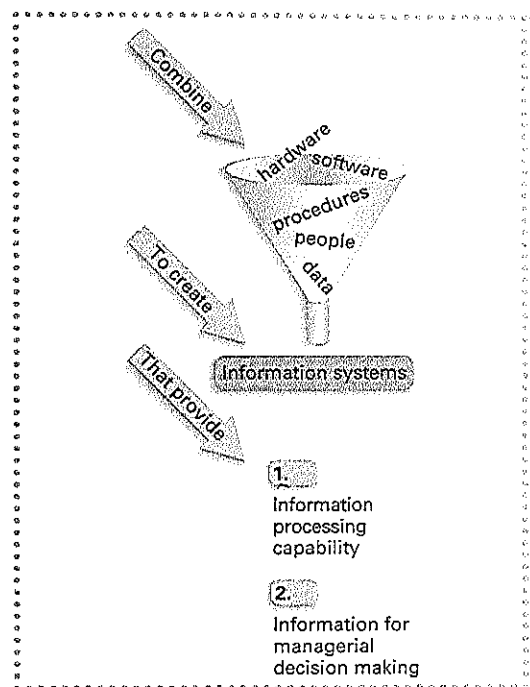 Combine
hardware
software
procedures
people
data
To create
Information systems
That provide
1.
Information
processing
capability
2.
Information for
managerial
decision making